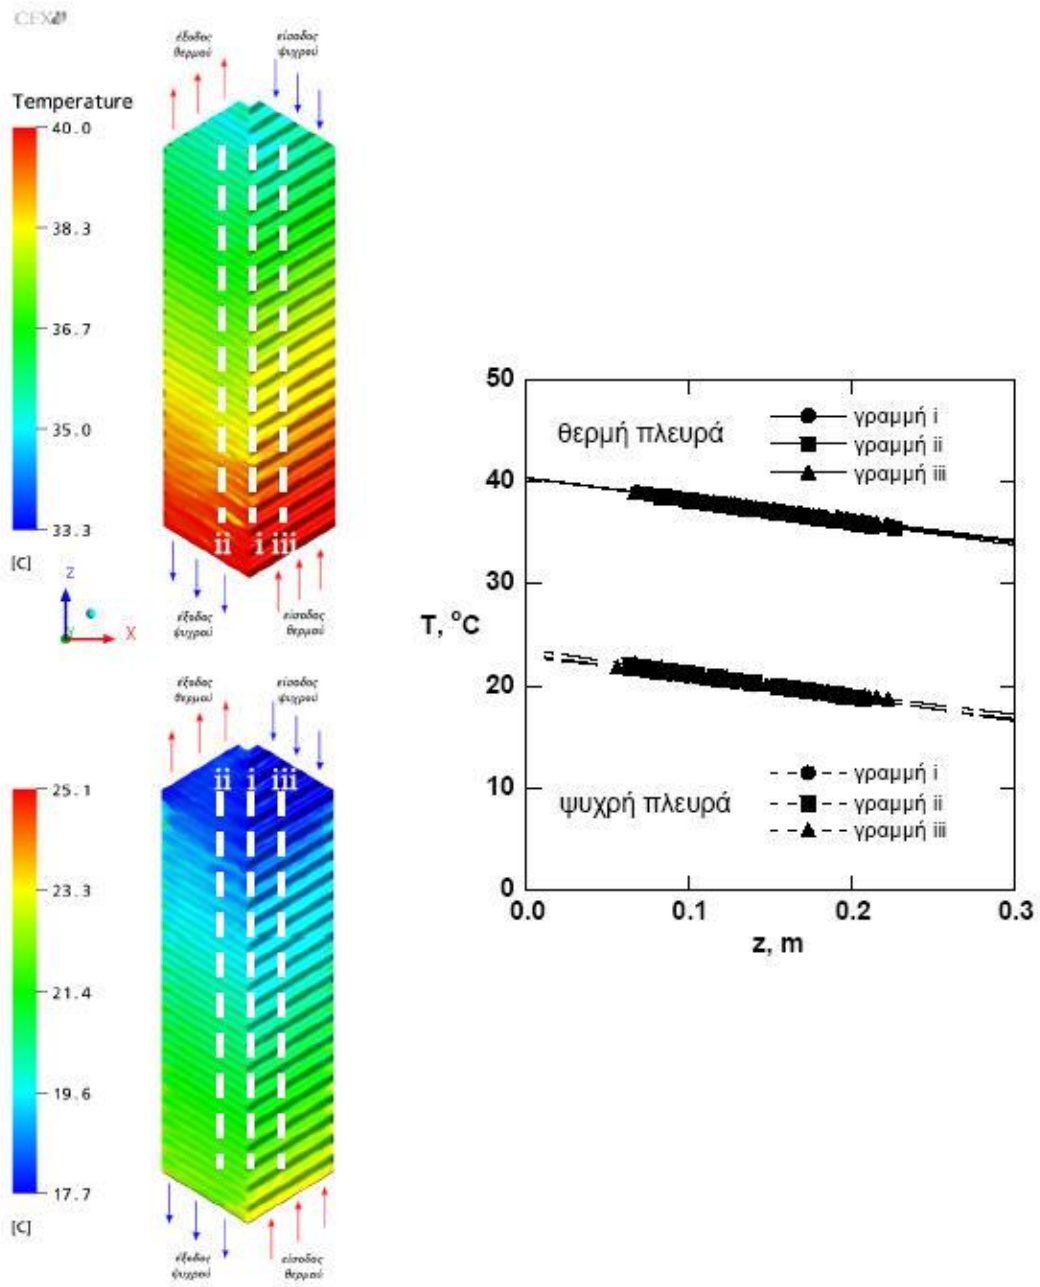 CFX
έξοδος θερμού
είσοδος ψυχρού
Temperature
40.0
38.3
36.7
35.0
33.3
[C]
ii i iii
Z
Y
X
έξοδος ψυχρού
είσοδος θερμού
έξοδος θερμού
είσοδος ψυχρού
ii i iii
25.1
23.3
21.4
19.6
17.7
[C]
έξοδος ψυχρού
είσοδος θερμού
50
40
30
T, °C
20
10
0
θερμή πλευρά
γραμμή i
γραμμή ii
γραμμή iii
ψυχρή πλευρά
γραμμή i
γραμμή ii
γραμμή iii
0.0 0.1 0.2 0.3
z, m